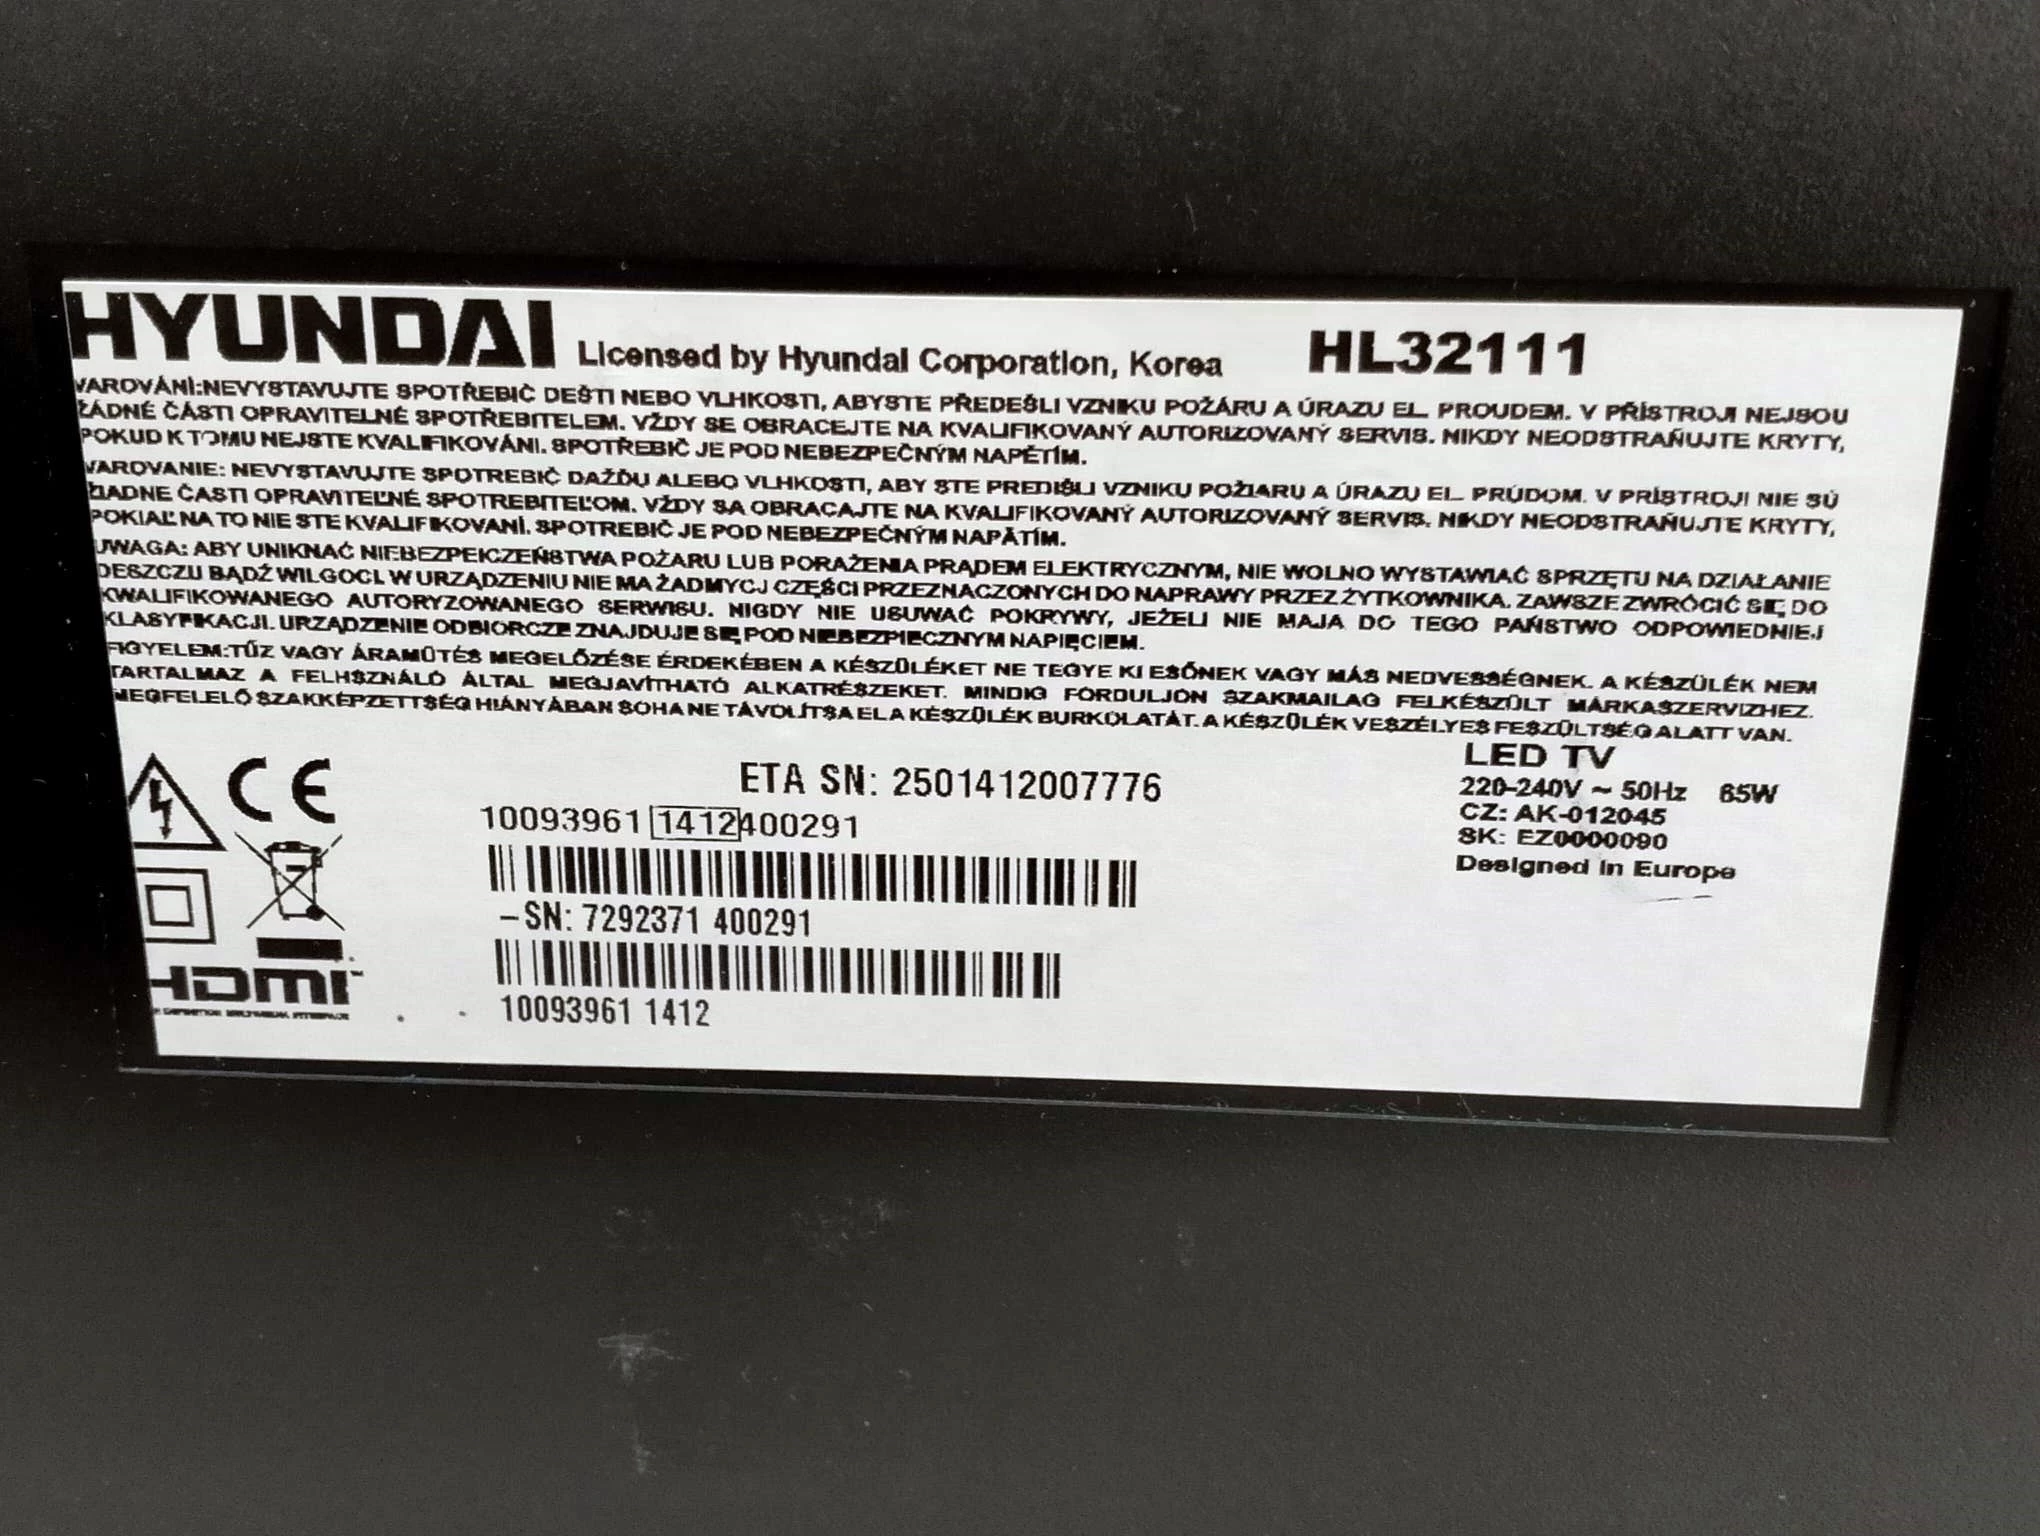 HYUNDAI Licensed by Hyundai Corporation, Korea HL32111
VAROVÁNÍ:NEVYSTAVUJTE SPOTŘEBIČ DEŠTI NEBO VLHKOSTI, ABYSTE PŘEDEŠLI VZNIKU POŽÁRU A ÚRAZU EL. PROUDEM. V PŘÍSTROJI NEJSOU
ŽÁDNÉ ČÁSTI OPRAVITELNÉ SPOTŘEBITELEM. VŽDY SE OBRACEJTE NA KVALIFIKOVANÝ AUTORIZOVANÝ SERVIS. NIKDY NEODSTRAŇUJTE KRYTY,
POKUD K TOMU NEJSTE KVALIFIKOVÁNI. SPOTŘEBIČ JE POD NEBEZPEČNÝM NAPĚTÍM.
VAROVANIE: NEVYSTAVUJTE SPOTREBIČ DAŽĎU ALEBO VLHKOSTI, ABY STE PREDIŠLI VZNIKU POŽIARU A ÚRAZU EL. PRÚDOM. V PRÍSTROJI NIE SÚ
ŽIADNE ČASTI OPRAVITEĽNÉ SPOTREBITEĽOM. VŽDY SA OBRACAJTE NA KVALIFIKOVANÝ AUTORIZOVANÝ SERVIS. NIKDY NEODSTRAŇUJTE KRYTY,
POKIAĽ NA TO NIE STE KVALIFIKOVANÍ. SPOTREBIČ JE POD NEBEZPEČNÝM NAPÄTÍM.
UWAGA: ABY UNIKNAĆ NIEBEZPEICZEŃSTWA POŻARU LUB PORAŻENIA PRĄDEM ELEKTRYCZNYM, NIE WOLNO WYSTAWIAĆ SPRZĘTU NA DZIAŁANIE
DESZCZU BĄDŹ WILGOCI. W URZĄDZENIU NIE MA ŻADMYCJ CZĘŚCI PRZEZNACZONYCH DO NAPRAWY PRZEZ ŻYTKOWNIKA. ZAWSZE ZWRÓCIĆ SIĘ DO
KWALIFIKOWANEGO AUTORYZOWANEGO SERWISU. NIGDY NIE USUWAĆ POKRYWY, JEŻELI NIE MAJA DO TEGO PAŃSTWO ODPOWIEDNIEJ
KLASYFIKACJI. URZĄDZENIE ODBIORCZE ZNAJDUJE SIĘ POD NIEBEZPIECZNYM NAPIĘCIEM.
FIGYELEM:TŰZ VAGY ÁRAMÜTÉS MEGELŐZÉSE ÉRDEKÉBEN A KÉSZÜLÉKET NE TEGYE KI ESŐNEK VAGY MÁS NEDVESSÉGNEK. A KÉSZÜLÉK NEM
TARTALMAZ A FELHSZNÁLÓ ÁLTAL MEGJAVÍTHATÓ ALKATRÉSZEKET. MINDIG FORDULJON SZAKMAILAG FELKÉSZÜLT MÁRKASZERVIZHEZ.
MEGFELELŐ SZAKKÉPZETTSÉG HIÁNYÁBAN SOHA NE TÁVOLÍTSA EL A KÉSZÜLÉK BURKOLATÁT. A KÉSZÜLÉK VESZÉLYES FESZÜLTSÉG ALATT VAN.
LED TV
220-240V ~ 50Hz 65W
CZ: AK-012045
SK: EZ0000090
Designed in Europe
CE
ETA SN: 2501412007776
10093961 1412 400291
-SN: 7292371 400291
10093961 1412
HDMI